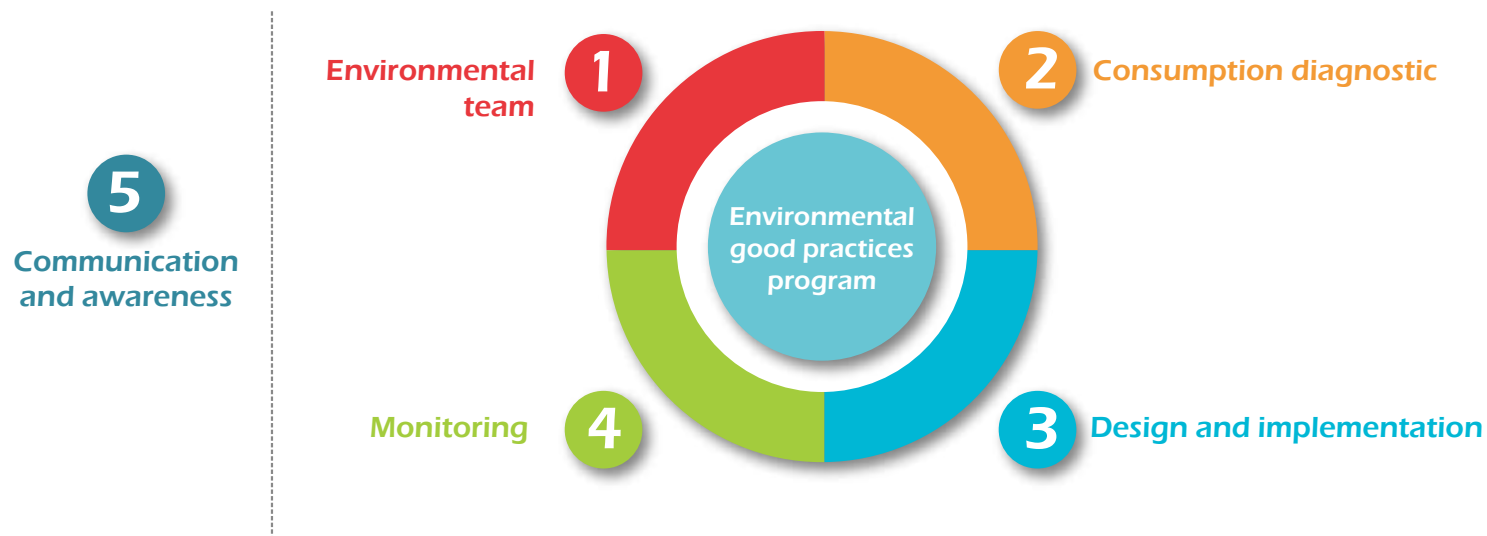 5
Communication
and awareness
1
Environmental
team
2
Consumption diagnostic
Environmental
good practices
program
4
Monitoring
3
Design and implementation